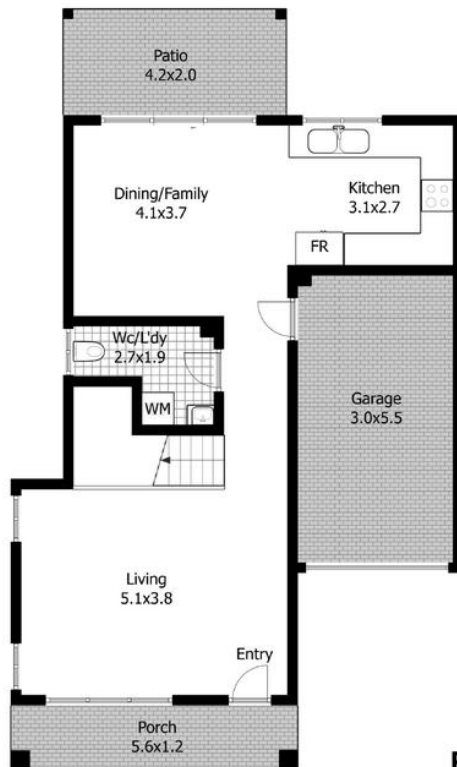 Patio
4.2x2.0
Dining/Family
4.1x3.7
Kitchen
3.1x2.7
FR
Wc/L'dy
2.7x1.9
WM
Garage
3.0x5.5
Living
5.1x3.8
Entry
Porch
5.6x1.2